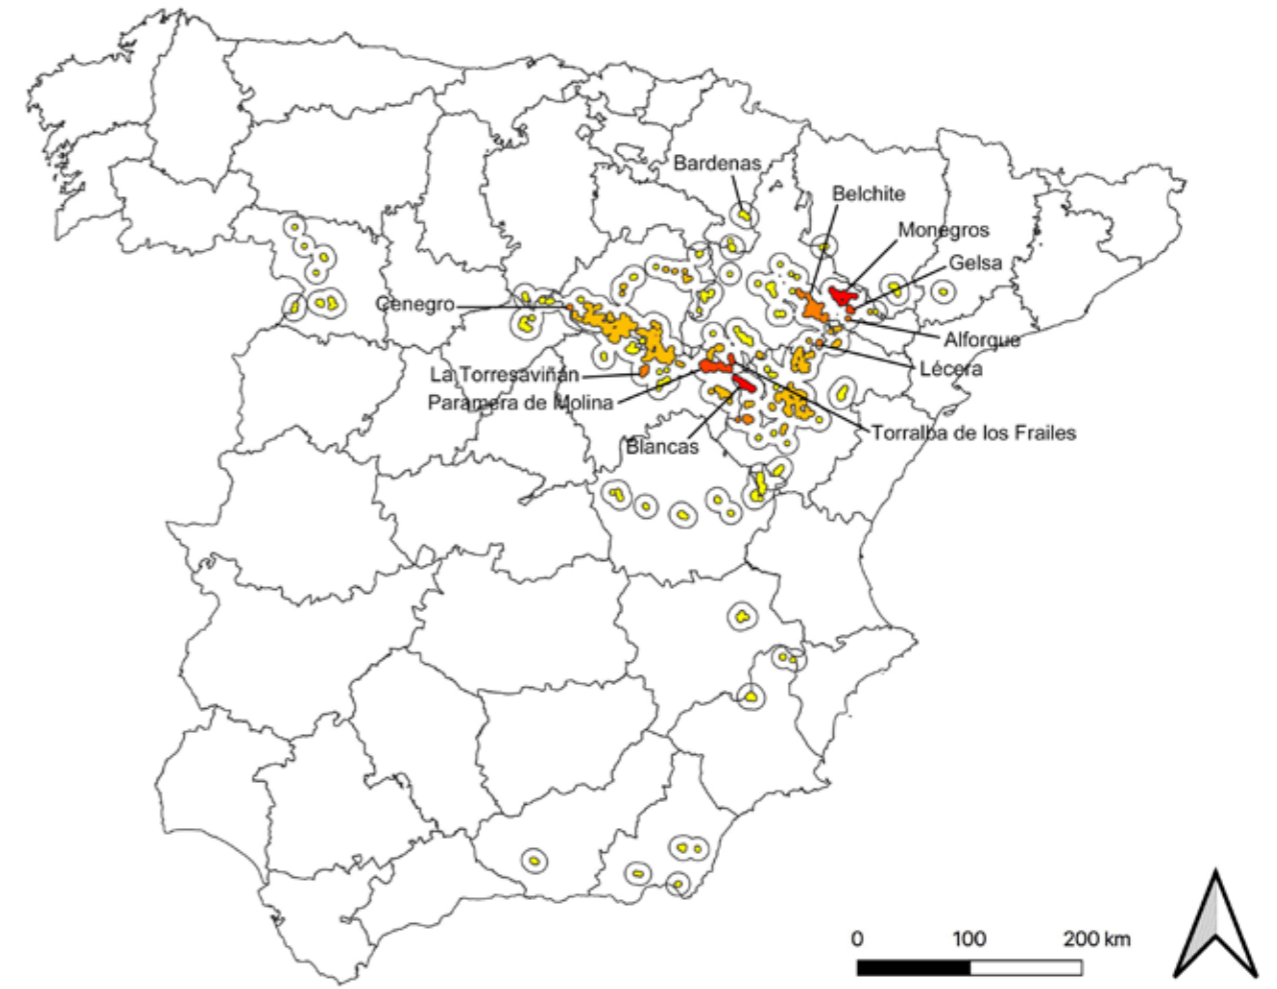 Bardenas
Belchite
Monegros
Gelsa
Cenegro
Alforque
Lécera
La Torresaviñán
Paramera de Molina
Torralba de los Frailes
Blancas
0 100 200 km